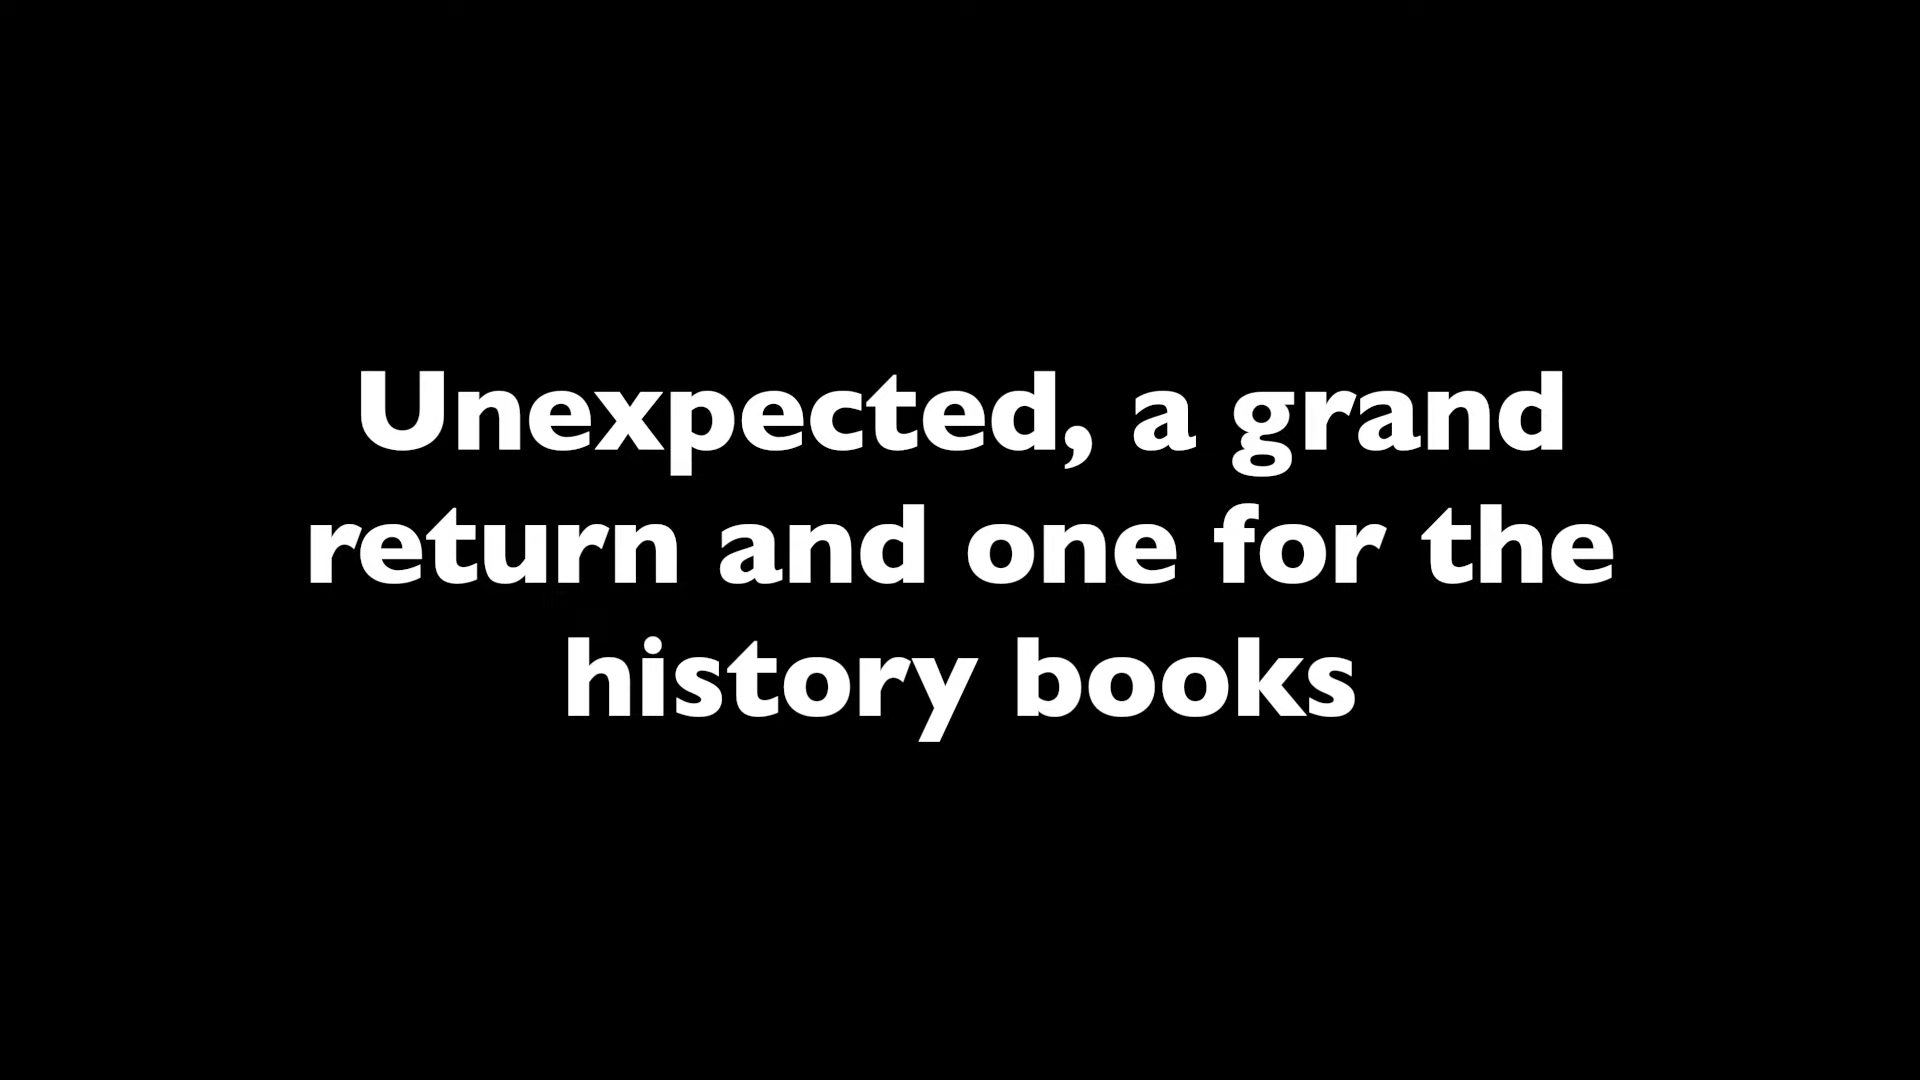 Unexpected, a grand
return and one for the
history books